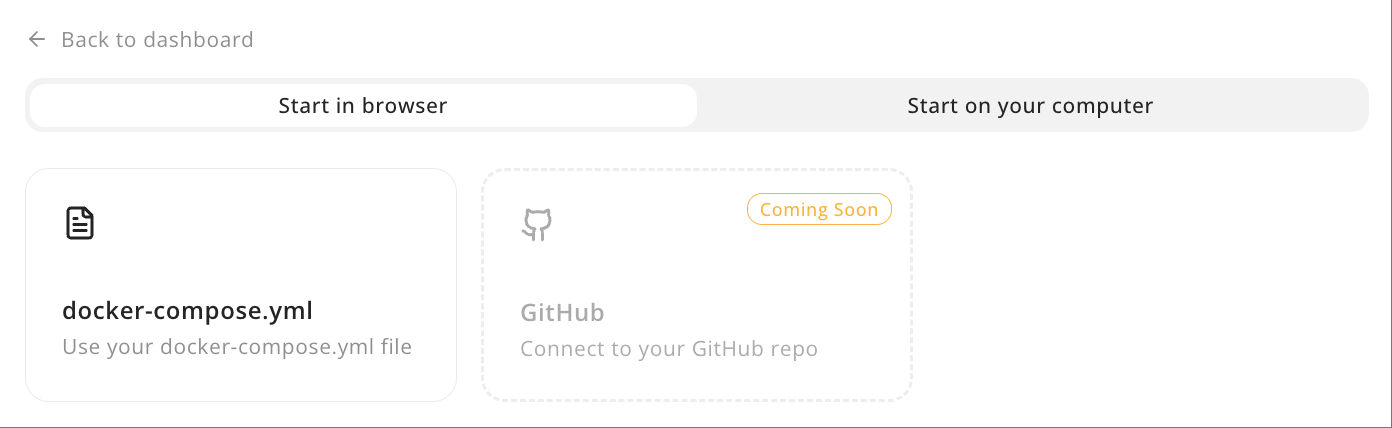 Back to dashboard
Start in browser
Start on your computer
Coming Soon
docker-compose.yml
Use your docker-compose.yml file
GitHub
Connect to your GitHub repo